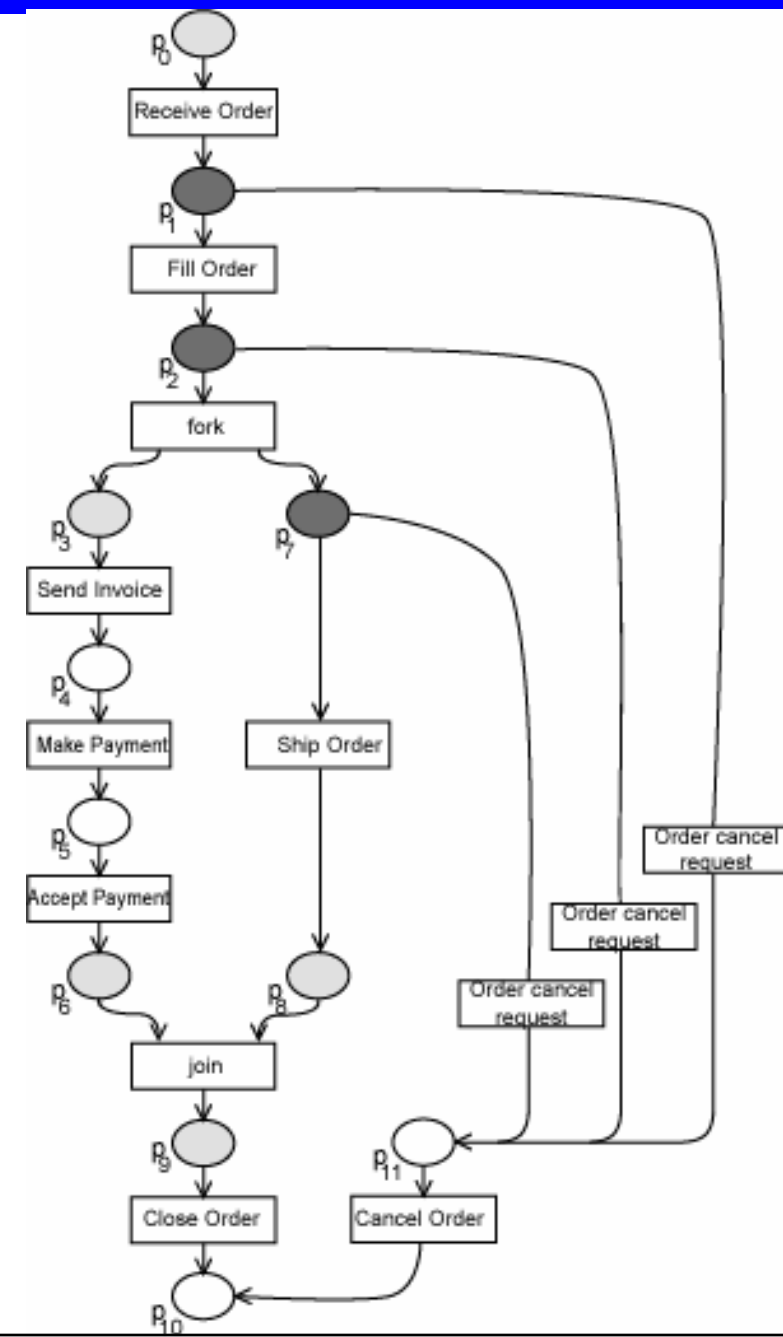 p0
Receive Order
p1
Fill Order
p2
fork
p3
p7
Send Invoice
p4
Make Payment
Ship Order
p5
Order cancel
request
Accept Payment
Order cancel
request
p6
p8
Order cancel
request
join
p9
p11
Close Order
Cancel Order
p10